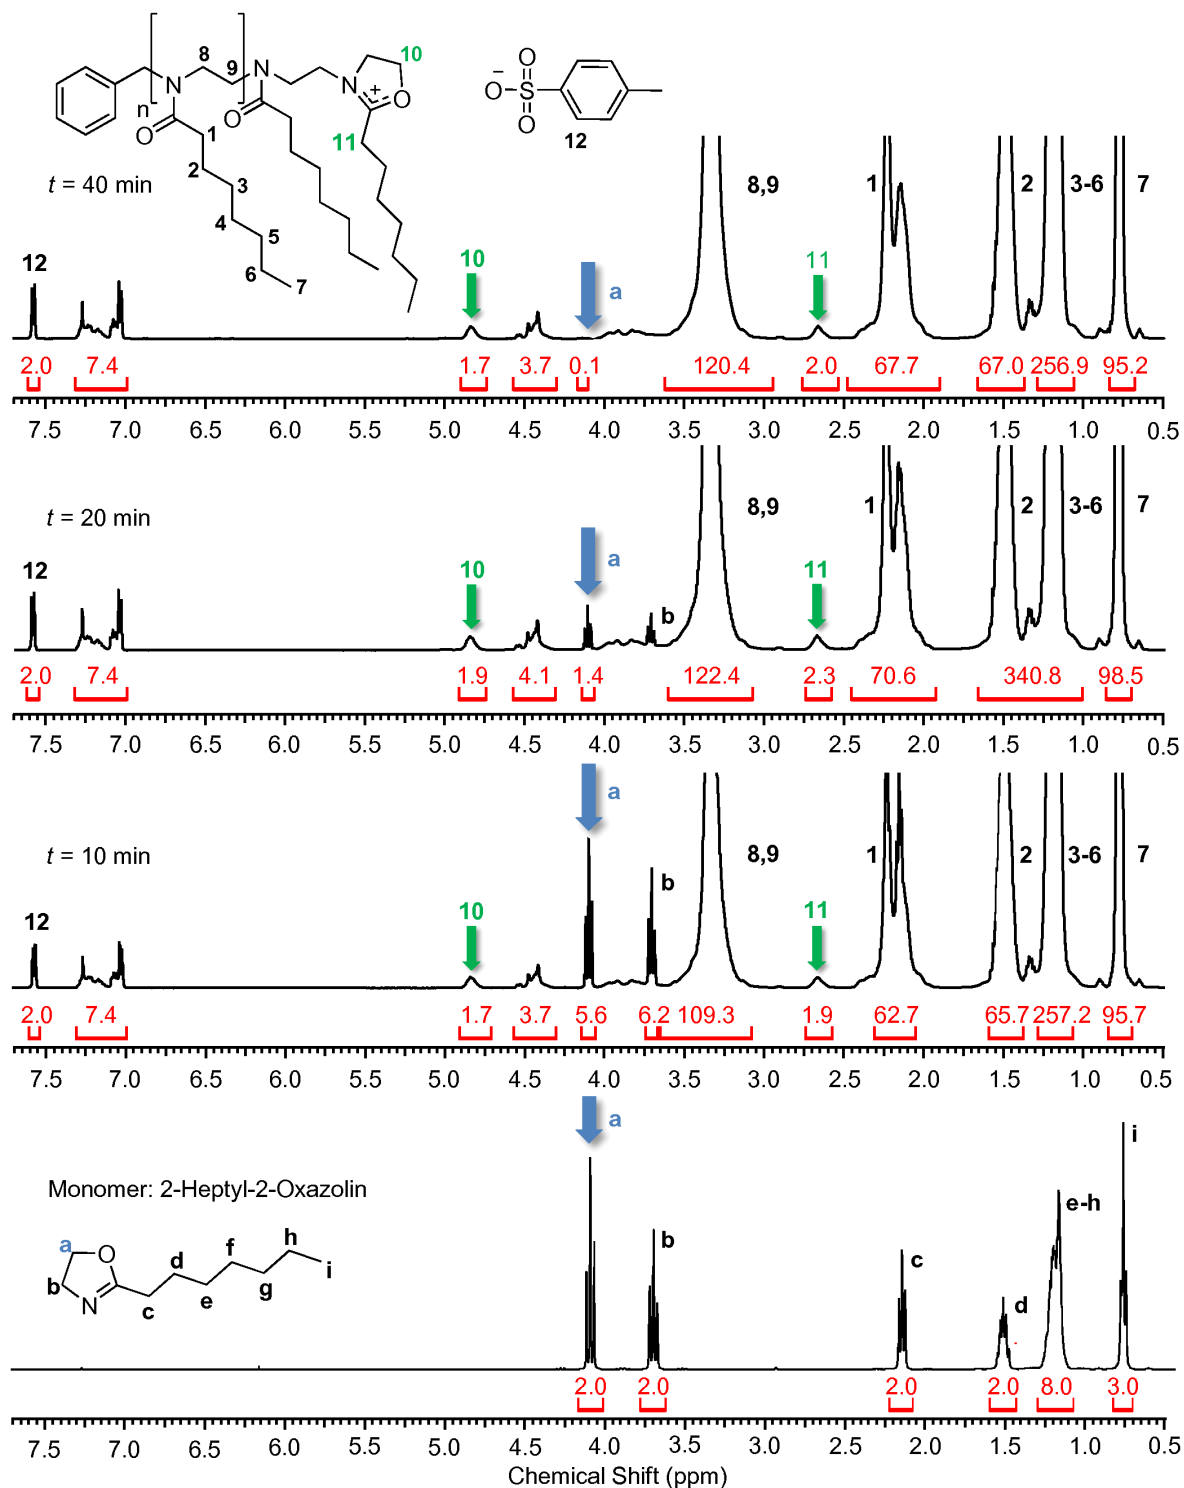 10
8
9
N
N
N
+
O
n
O
O
1
11
2
3
4
5
6
7
O
−
O
S
O
12
t = 40 min
12
10
a
8,9
11
1
2
3-6
7
2.0 7.4 1.7 3.7 0.1 120.4 2.0 67.7 67.0 256.9 95.2
7.5 7.0 6.5 6.0 5.5 5.0 4.5 4.0 3.5 3.0 2.5 2.0 1.5 1.0 0.5
t = 20 min
12
10
a
b
8,9
11
1
2
3-6
7
2.0 7.4 1.9 4.1 1.4 122.4 2.3 70.6 340.8 98.5
7.5 7.0 6.5 6.0 5.5 5.0 4.5 4.0 3.5 3.0 2.5 2.0 1.5 1.0 0.5
t = 10 min
12
10
a
b
8,9
11
1
2
3-6
7
2.0 7.4 1.7 3.7 5.6 6.2 109.3 1.9 62.7 65.7 257.2 95.7
7.5 7.0 6.5 6.0 5.5 5.0 4.5 4.0 3.5 3.0 2.5 2.0 1.5 1.0 0.5
Monomer: 2-Heptyl-2-Oxazolin
a
O
b
N
c
d
e
f
g
h
i
a
b
c
d
e-h
i
2.0 2.0 2.0 2.0 8.0 3.0
7.5 7.0 6.5 6.0 5.5 5.0 4.5 4.0 3.5 3.0 2.5 2.0 1.5 1.0 0.5
Chemical Shift (ppm)